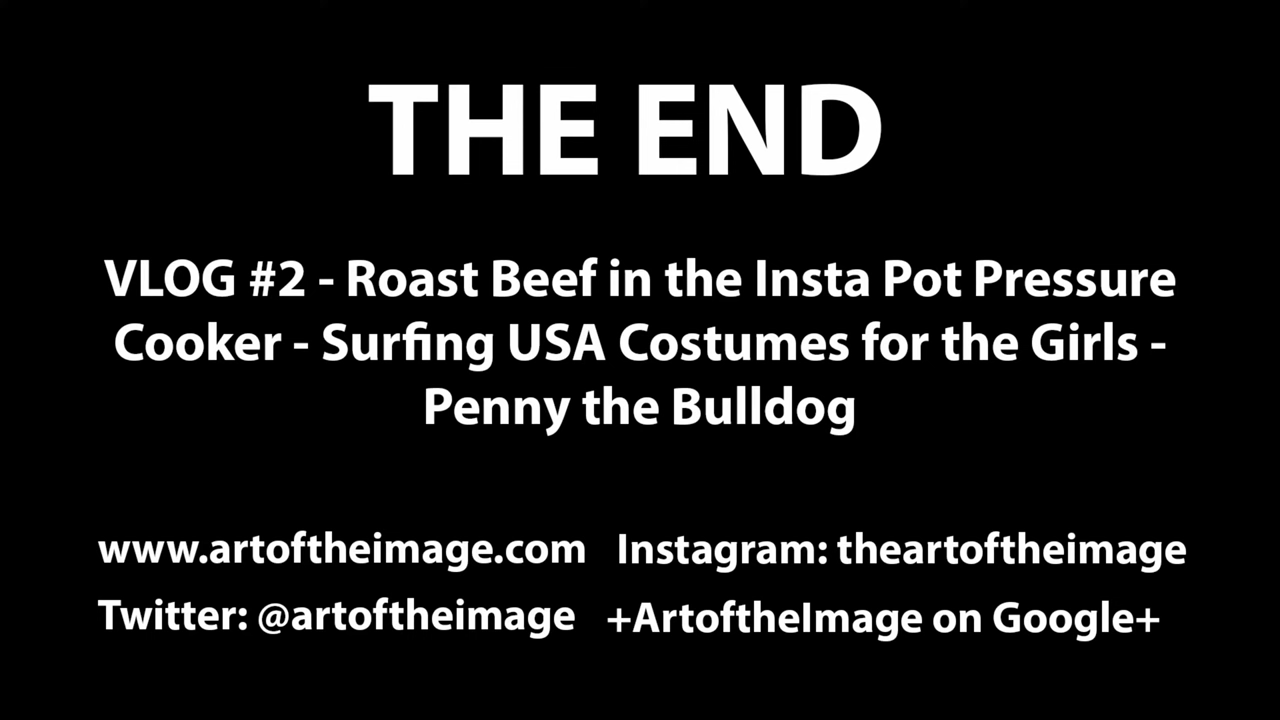 THE END
VLOG #2 - Roast Beef in the Insta Pot Pressure
Cooker - Surfing USA Costumes for the Girls -
Penny the Bulldog
www.artoftheimage.com Instagram: theartoftheimage
Twitter: @artoftheimage +ArtoftheImage on Google+